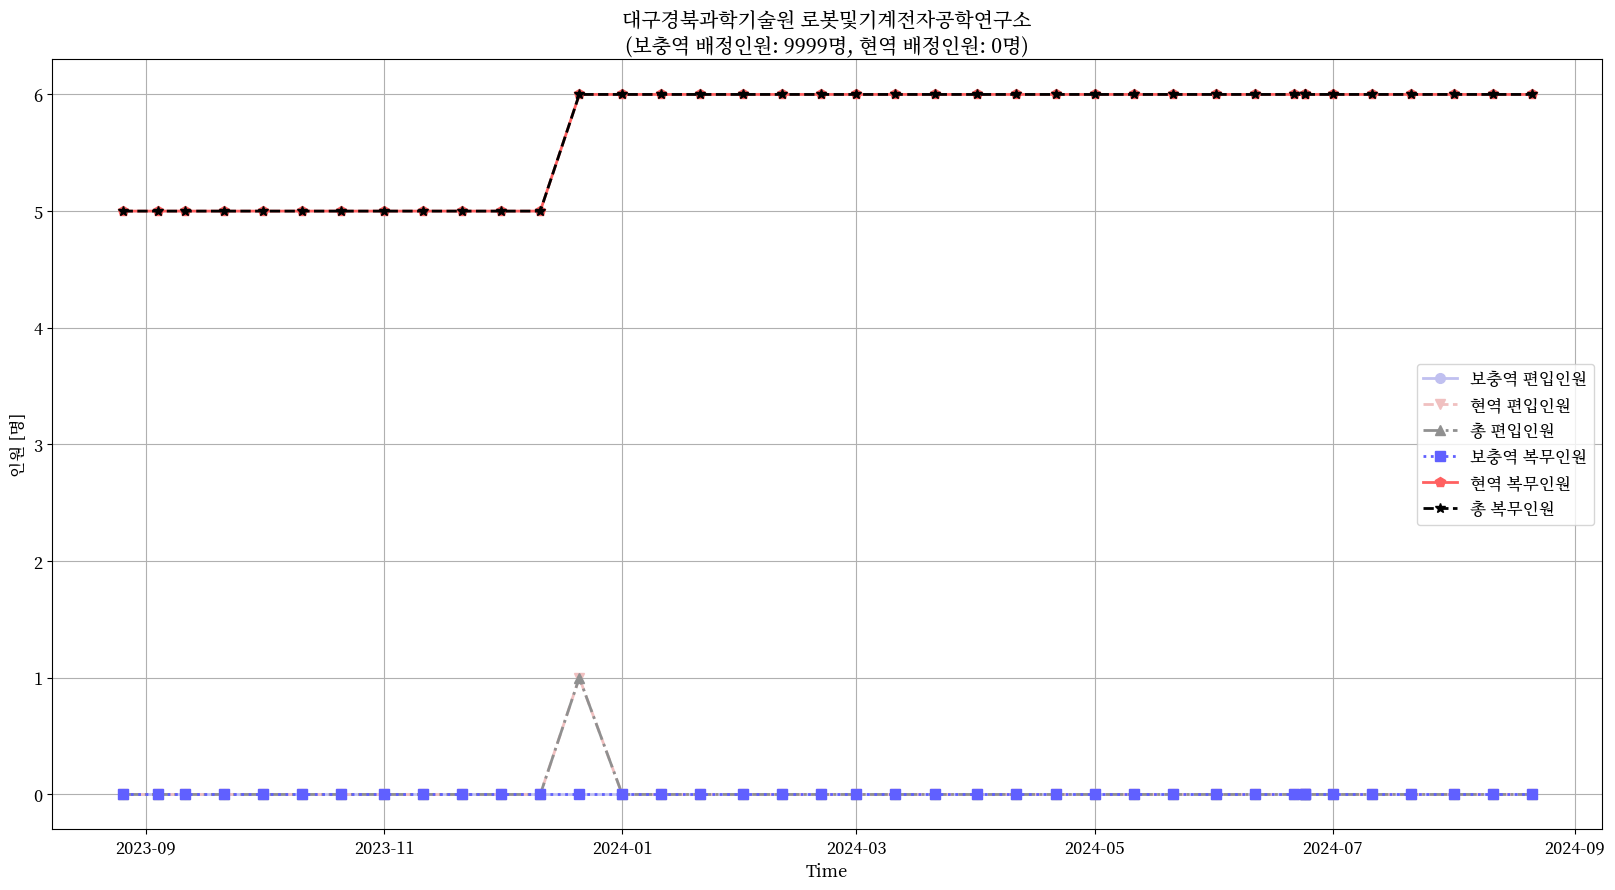 대구경북과학기술원 로봇및기계전자공학연구소
(보충역 배정인원: 9999명, 현역 배정인원: 0명)
6
5
4
3
2
1
0
인원 [명]
보충역 편입인원
현역 편입인원
총 편입인원
보충역 복무인원
현역 복무인원
총 복무인원
2023-09
2023-11
2024-01
2024-03
2024-05
2024-07
2024-09
Time